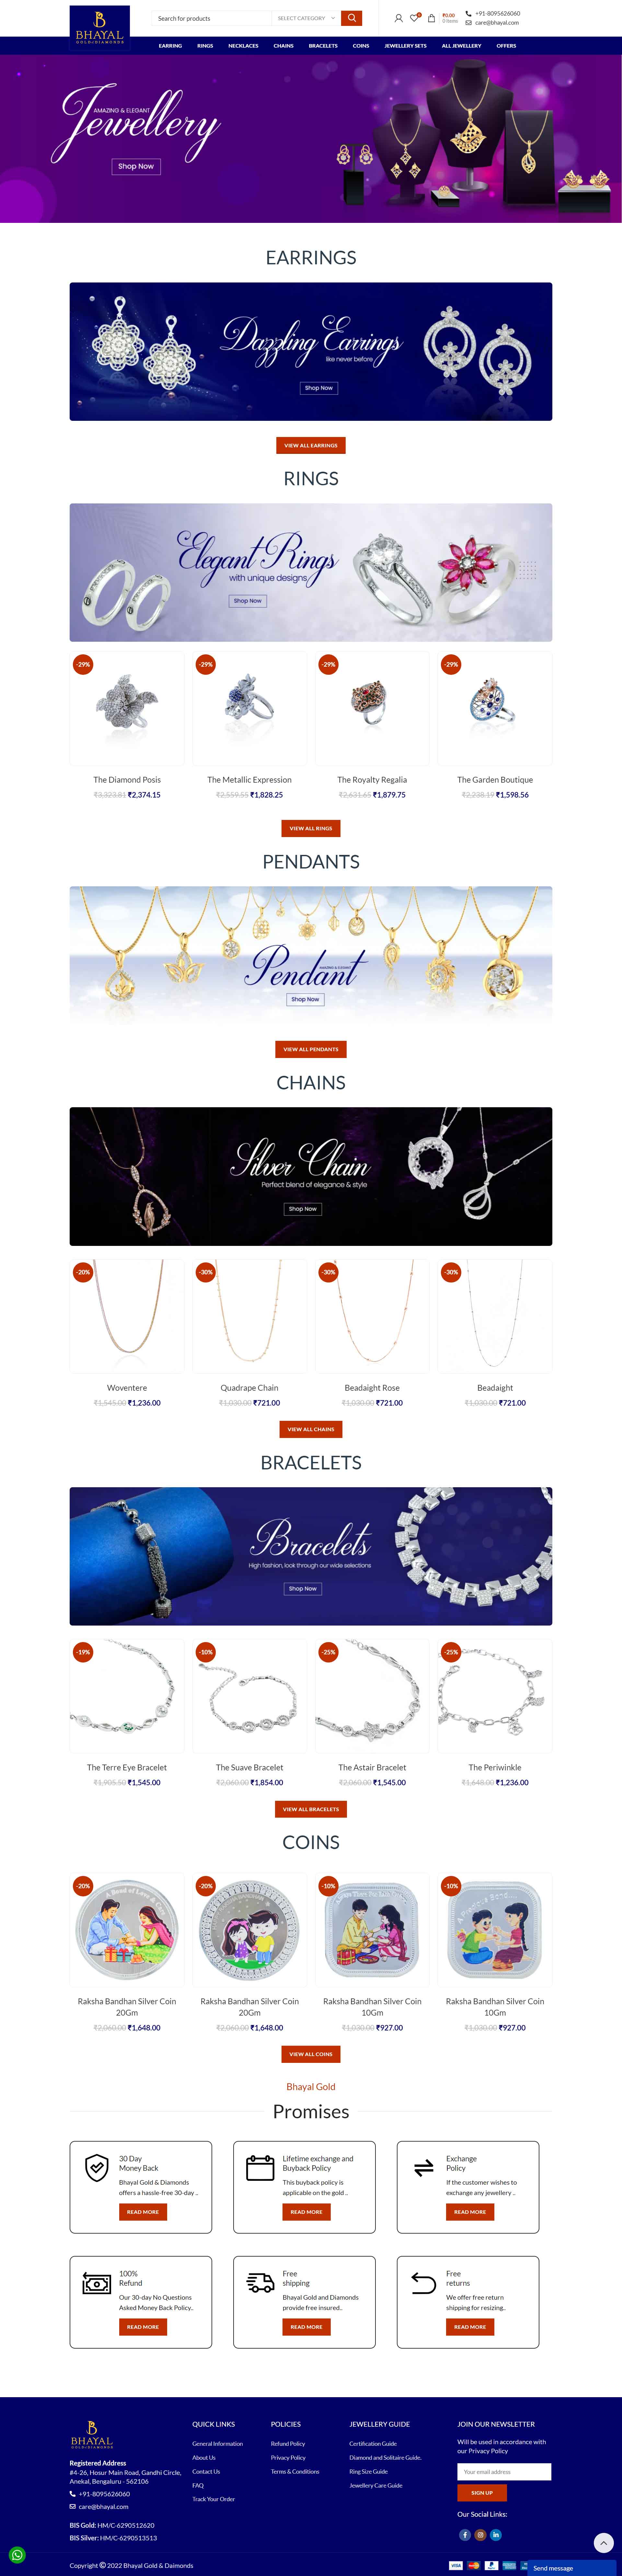 BHAYAL
GOLD & DIAMONDS
Search for products
SELECT CATEGORY
0
₹0.00
0 items
+91-8095626060
care@bhayal.com
EARRING
RINGS
NECKLACES
CHAINS
BRACELETS
COINS
JEWELLERY SETS
ALL JEWELLERY
OFFERS
AMAZING & ELEGANT
Jewellery
Shop Now
EARRINGS
Dazzling Earings
like never before
Shop Now
VIEW ALL EARRINGS
RINGS
Elegant Rings
with unique designs
Shop Now
-29%
-29%
-29%
-29%
The Diamond Posis
₹3,323.81 ₹2,374.15
The Metallic Expression
₹2,559.55 ₹1,828.25
The Royalty Regalia
₹2,631.65 ₹1,879.75
The Garden Boutique
₹2,238.19 ₹1,598.56
VIEW ALL RINGS
PENDANTS
AMAZING & ELEGANT
Pendant
Shop Now
VIEW ALL PENDANTS
CHAINS
Silver Chain
Perfect blend of elegance & style
Shop Now
-20%
-30%
-30%
-30%
Woventere
₹1,545.00 ₹1,236.00
Quadrape Chain
₹1,030.00 ₹721.00
Beadaight Rose
₹1,030.00 ₹721.00
Beadaight
₹1,030.00 ₹721.00
VIEW ALL CHAINS
BRACELETS
Bracelets
High fashion, look through our wide selections
Shop Now
-19%
-10%
-25%
-25%
The Terre Eye Bracelet
₹1,905.50 ₹1,545.00
The Suave Bracelet
₹2,060.00 ₹1,854.00
The Astair Bracelet
₹2,060.00 ₹1,545.00
The Periwinkle
₹1,648.00 ₹1,236.00
VIEW ALL BRACELETS
COINS
-20%
-20%
-10%
-10%
Raksha Bandhan Silver Coin
20Gm
₹2,060.00 ₹1,648.00
Raksha Bandhan Silver Coin
20Gm
₹2,060.00 ₹1,648.00
Raksha Bandhan Silver Coin
10Gm
₹1,030.00 ₹927.00
Raksha Bandhan Silver Coin
10Gm
₹1,030.00 ₹927.00
VIEW ALL COINS
Bhayal Gold
Promises
30 Day
Money Back
Bhayal Gold & Diamonds
offers a hassle-free 30-day ..
READ MORE
Lifetime exchange and
Buyback Policy
This buyback policy is
applicable on the gold ..
READ MORE
Exchange
Policy
If the customer wishes to
exchange any jewellery ..
READ MORE
100%
Refund
Our 30-day No Questions
Asked Money Back Policy..
READ MORE
Free
shipping
Bhayal Gold and Diamonds
provide free insured..
READ MORE
Free
returns
We offer free return
shipping for resizing..
READ MORE
BHAYAL
GOLD & DIAMONDS
Registered Address
#4-26, Hosur Main Road, Gandhi Circle,
Anekal, Bengaluru - 562106
+91-8095626060
care@bhayal.com
BIS Gold: HM/C-6290512620
BIS Silver: HM/C-6290513513
QUICK LINKS
General Information
About Us
Contact Us
FAQ
Track Your Order
POLICIES
Refund Policy
Privacy Policy
Terms & Conditions
JEWELLERY GUIDE
Certification Guide
Diamond and Solitaire Guide.
Ring Size Guide
Jewellery Care Guide
JOIN OUR NEWSLETTER
Will be used in accordance with
our Privacy Policy
Your email address
SIGN UP
Our Social Links:
Copyright © 2022 Bhayal Gold & Daimonds
VISA
Send message